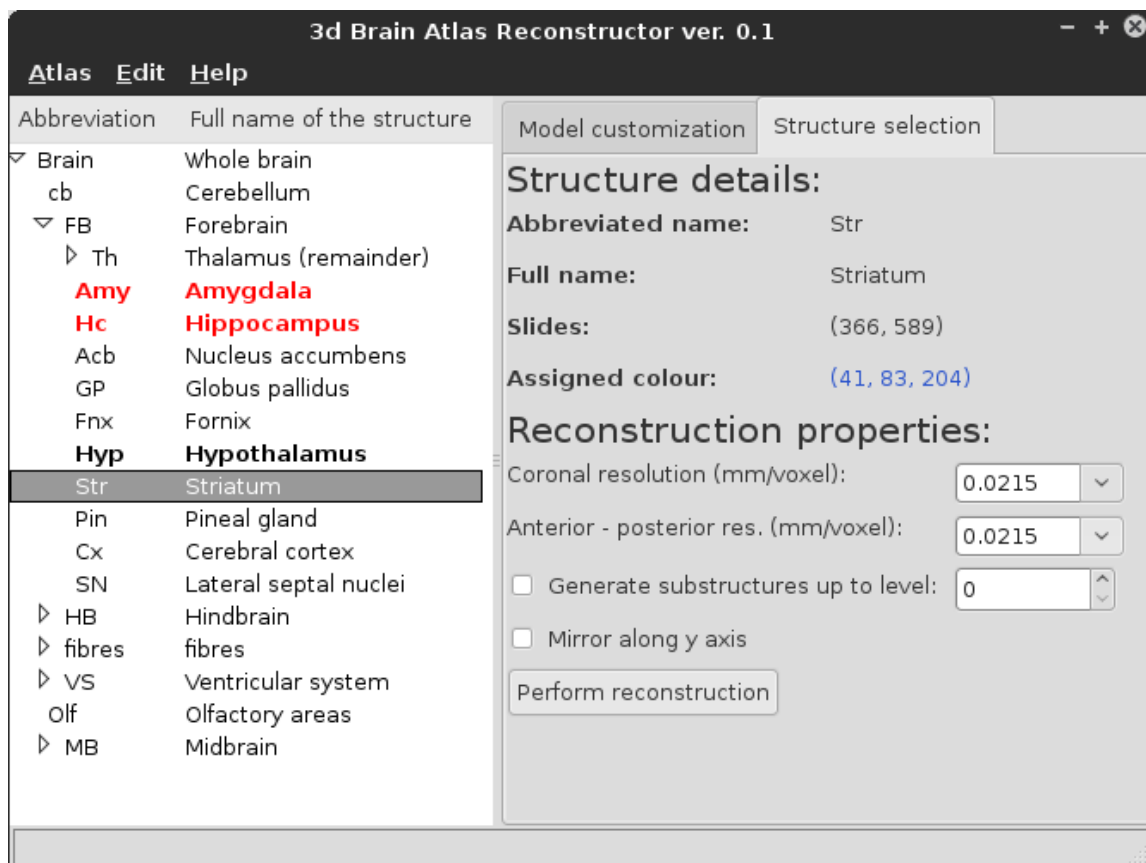 3d Brain Atlas Reconstructor ver. 0.1
Atlas Edit Help
Abbreviation Full name of the structure
Brain Whole brain
cb Cerebellum
FB Forebrain
Th Thalamus (remainder)
Amy Amygdala
Hc Hippocampus
Acb Nucleus accumbens
GP Globus pallidus
Fnx Fornix
Hyp Hypothalamus
Str Striatum
Pin Pineal gland
Cx Cerebral cortex
SN Lateral septal nuclei
HB Hindbrain
fibres fibres
VS Ventricular system
Olf Olfactory areas
MB Midbrain
Model customization Structure selection
Structure details:
Abbreviated name: Str
Full name: Striatum
Slides: (366, 589)
Assigned colour: (41, 83, 204)
Reconstruction properties:
Coronal resolution (mm/voxel): 0.0215
Anterior - posterior res. (mm/voxel): 0.0215
Generate substructures up to level: 0
Mirror along y axis
Perform reconstruction